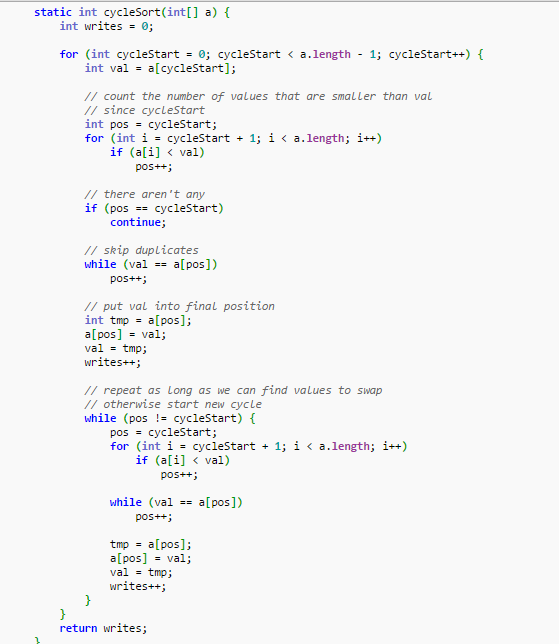 static int cycleSort(int[] a) {
int writes = 0;
for (int cycleStart = 0; cycleStart < a.length - 1; cycleStart++) {
int val = a[cycleStart];
// count the number of values that are smaller than val
// since cycleStart
int pos = cycleStart;
for (int i = cycleStart + 1; i < a.length; i++)
if (a[i] < val)
pos++;
// there aren't any
if (pos == cycleStart)
continue;
// skip duplicates
while (val == a[pos])
pos++;
// put val into final position
int tmp = a[pos];
a[pos] = val;
val = tmp;
writes++;
// repeat as long as we can find values to swap
// otherwise start new cycle
while (pos != cycleStart) {
pos = cycleStart;
for (int i = cycleStart + 1; i < a.length; i++)
if (a[i] < val)
pos++;
while (val == a[pos])
pos++;
tmp = a[pos];
a[pos] = val;
val = tmp;
writes++;
}
}
return writes;
}